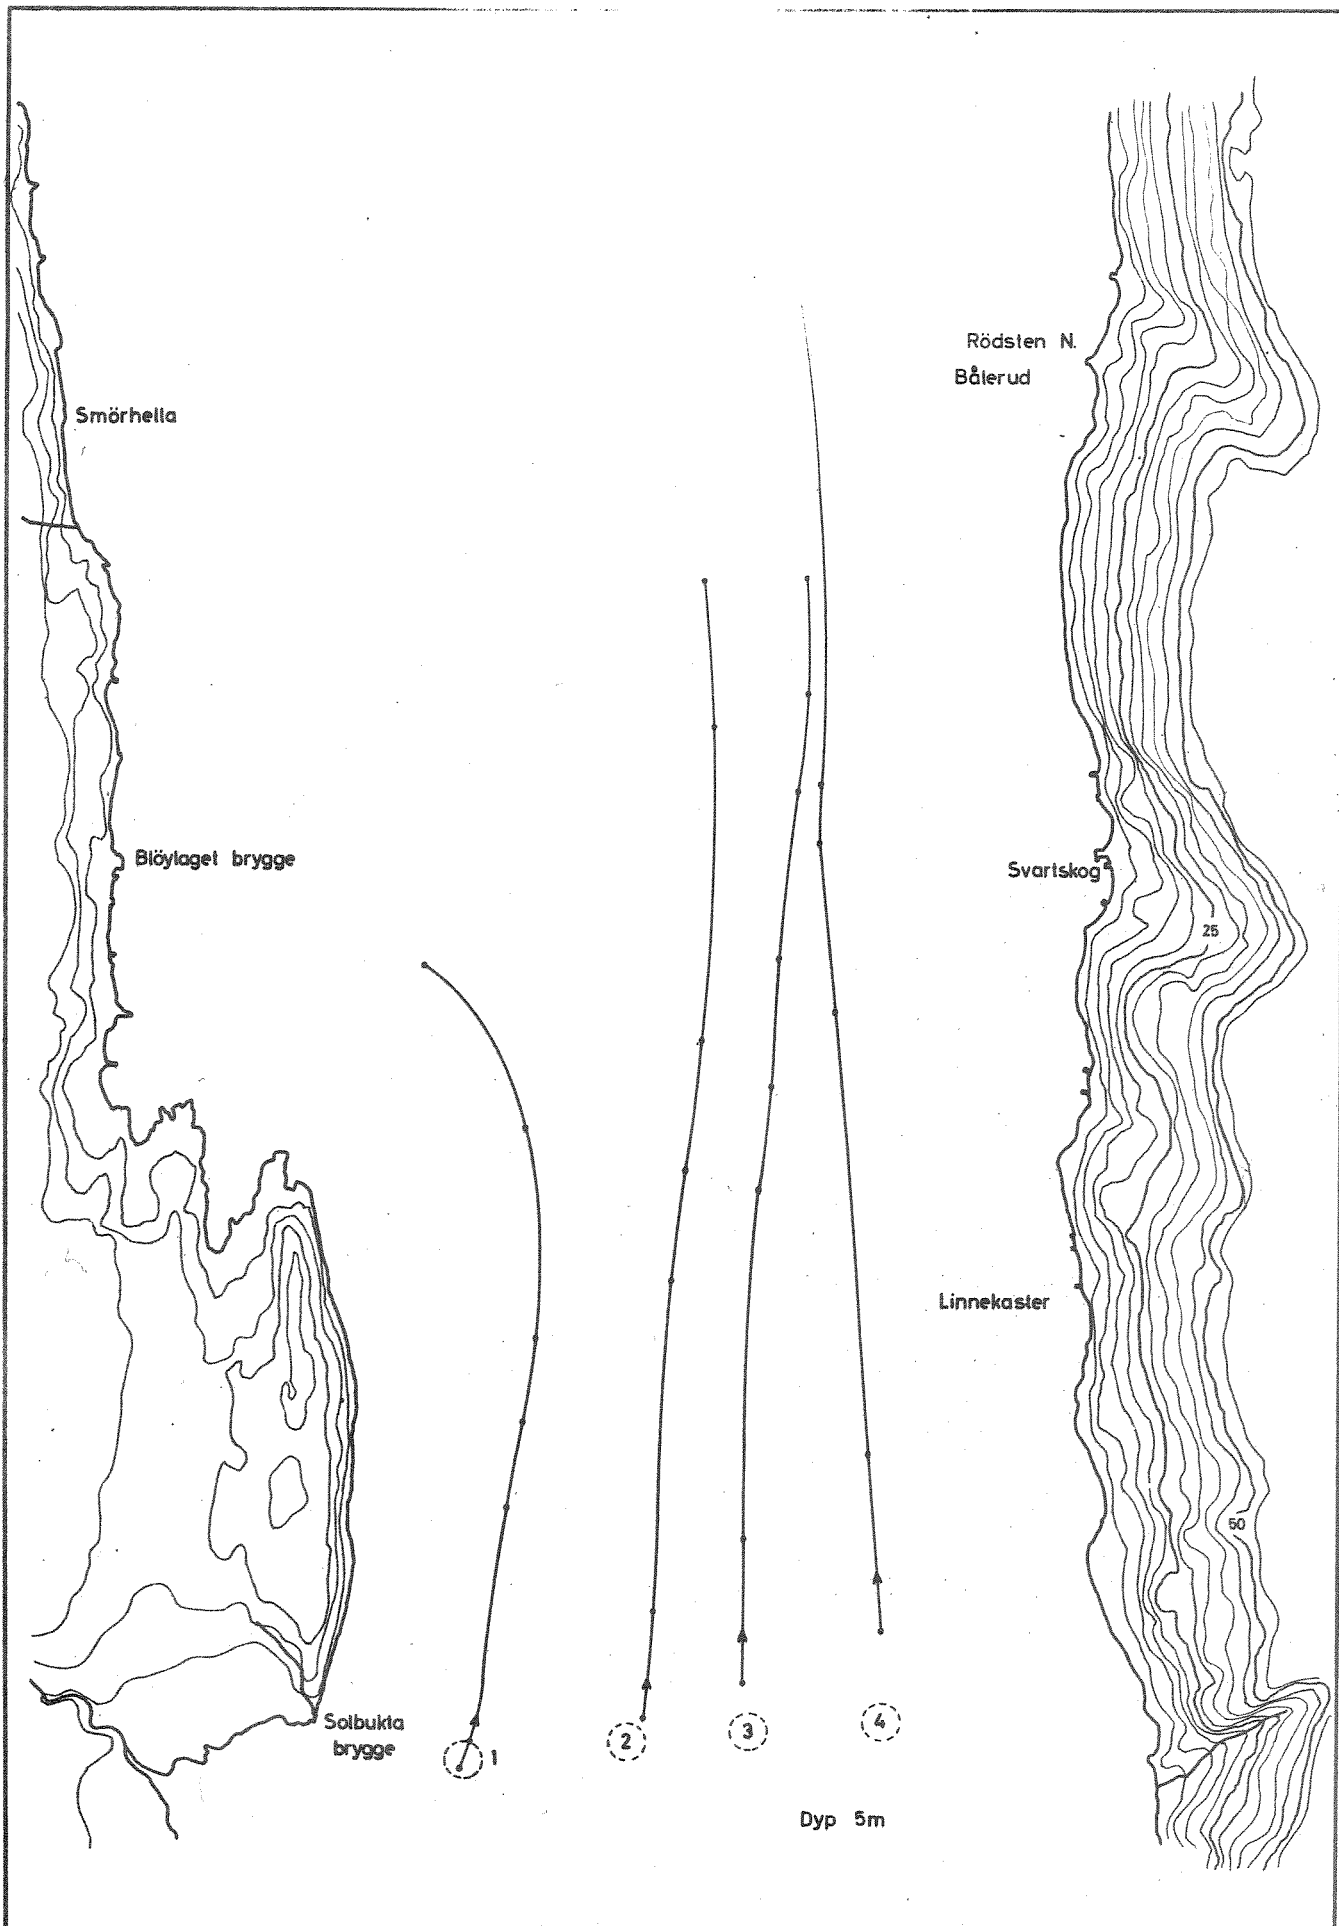 Rödsten N.
Bålerud
Smörhella
Blöylaget brygge
Svartskog
25
Linnekaster
50
Solbukta
brygge
1
2
3
4
Dyp 5m